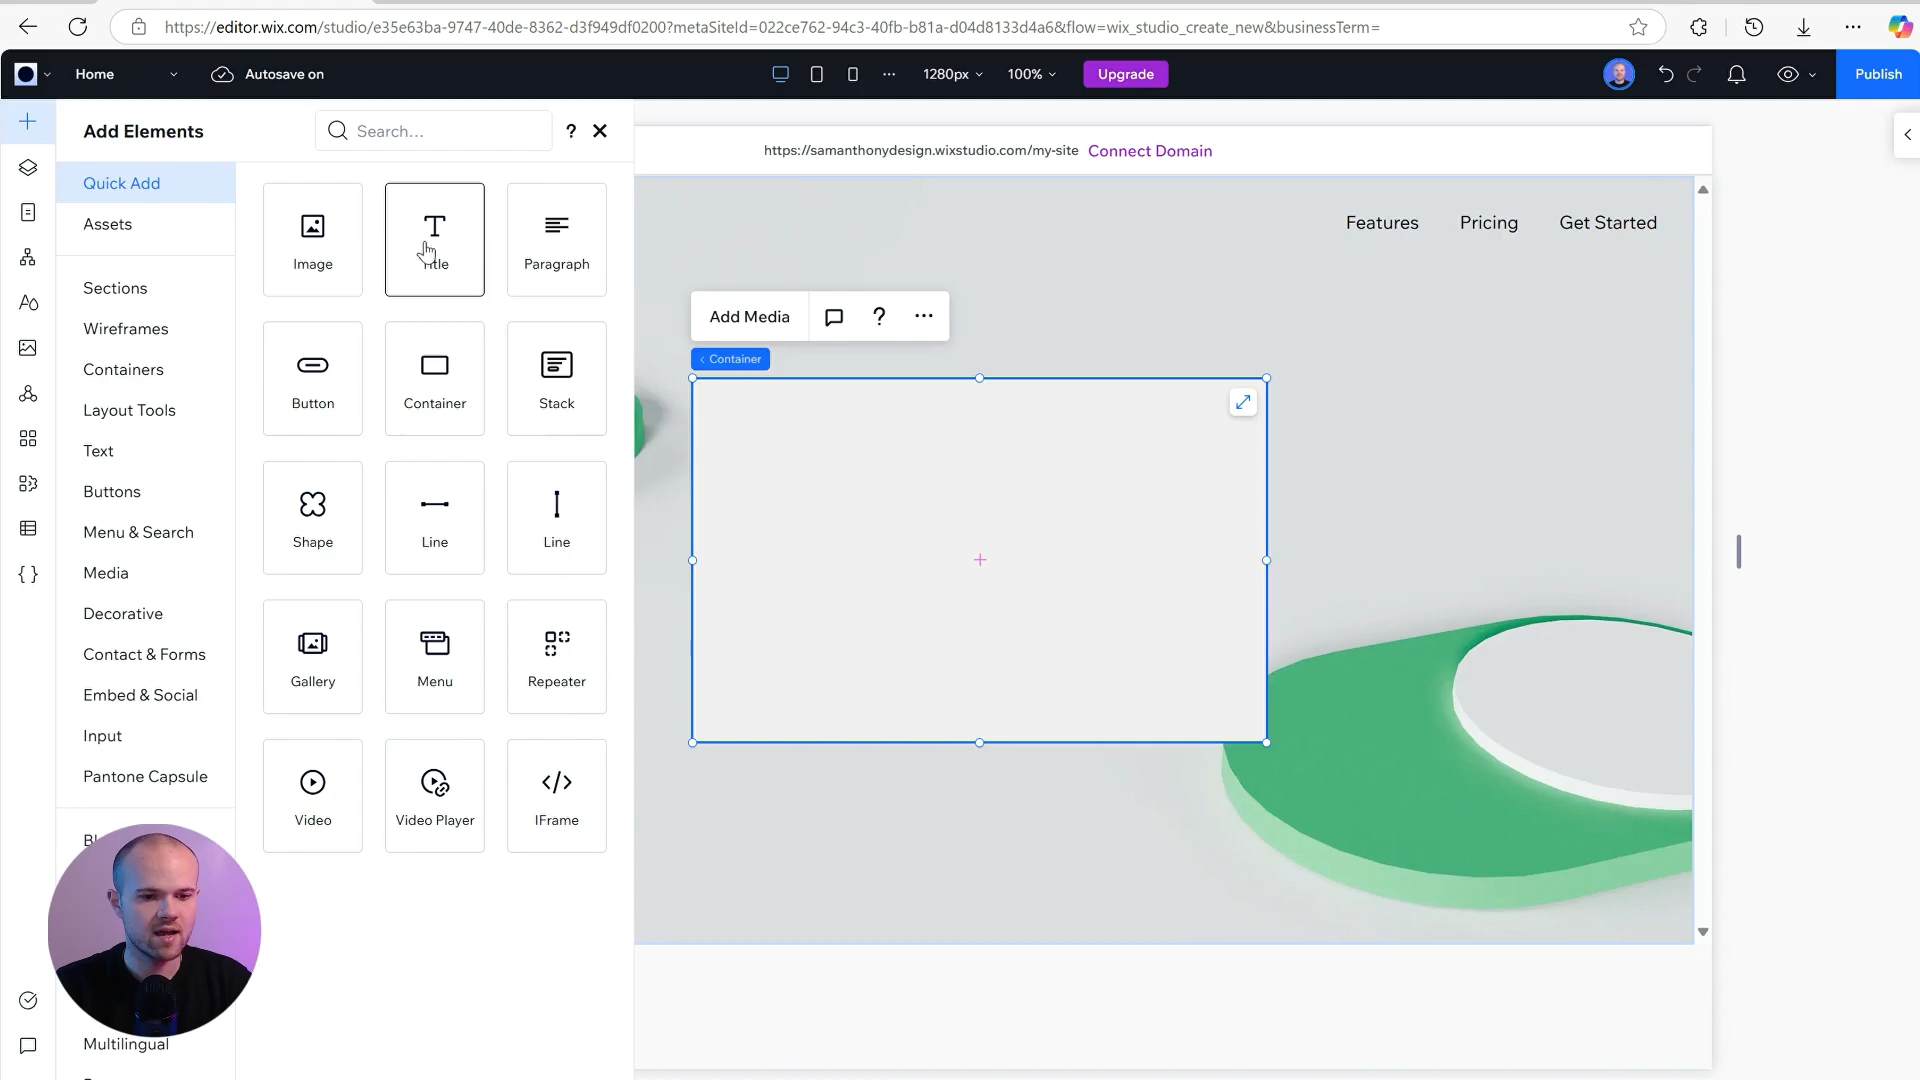 https://editor.wix.com/studio/e35e63ba-9747-40de-8362-d3f949df0200?metaSiteId=022ce762-94c3-40fb-b81a-d04d8133d4a6&flow=wix_studio_create_new&businessTerm=
Home
Autosave on
1280px
100%
Upgrade
Publish
Add Elements
Search...
?
https://samanthonydesign.wixstudio.com/my-site Connect Domain
Quick Add
Assets
Sections
Wireframes
Containers
Layout Tools
Text
Buttons
Menu & Search
Media
Decorative
Contact & Forms
Embed & Social
Input
Pantone Capsule
Multilingual
Image
Title
Paragraph
Button
Container
Stack
Shape
Line
Line
Gallery
Menu
Repeater
Video
Video Player
IFrame
Features
Pricing
Get Started
Add Media
?
< Container